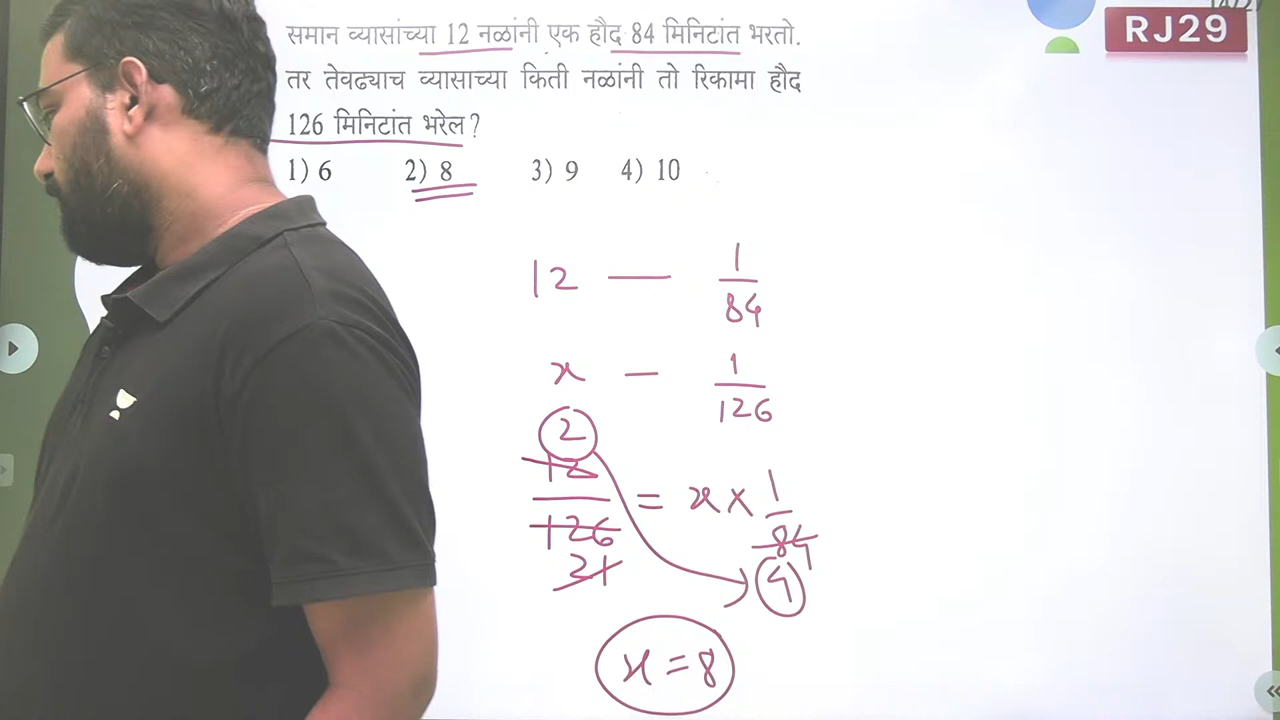 RJ29
समान व्यासांच्या 12 नळांनी एक हौद 84 मिनिटांत भरतो.
तर तेवढ्याच व्यासाच्या किती नळांनी तो रिकामा हौद
126 मिनिटांत भरेल?
1) 6 2) 8 3) 9 4) 10
12 — 1/84
x — 1/126
2
12/126 = x × 1/84
21 4
x = 8